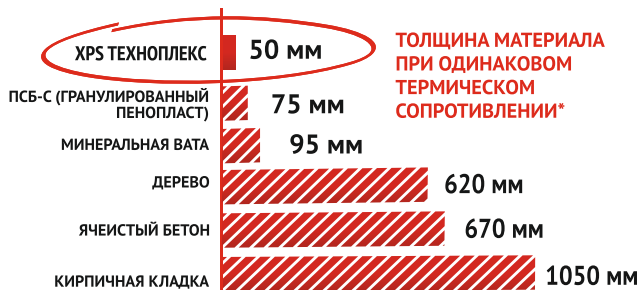 XPS ТЕХНОПЛЕКС 50 мм
ТОЛЩИНА МАТЕРИАЛА
ПРИ ОДИНАКОВОМ
ТЕРМИЧЕСКОМ
СОПРОТИВЛЕНИИ*
ПСБ-С (ГРАНУЛИРОВАННЫЙ
ПЕНОПЛАСТ) 75 мм
МИНЕРАЛЬНАЯ ВАТА 95 мм
ДЕРЕВО 620 мм
ЯЧЕИСТЫЙ БЕТОН 670 мм
КИРПИЧНАЯ КЛАДКА 1050 мм